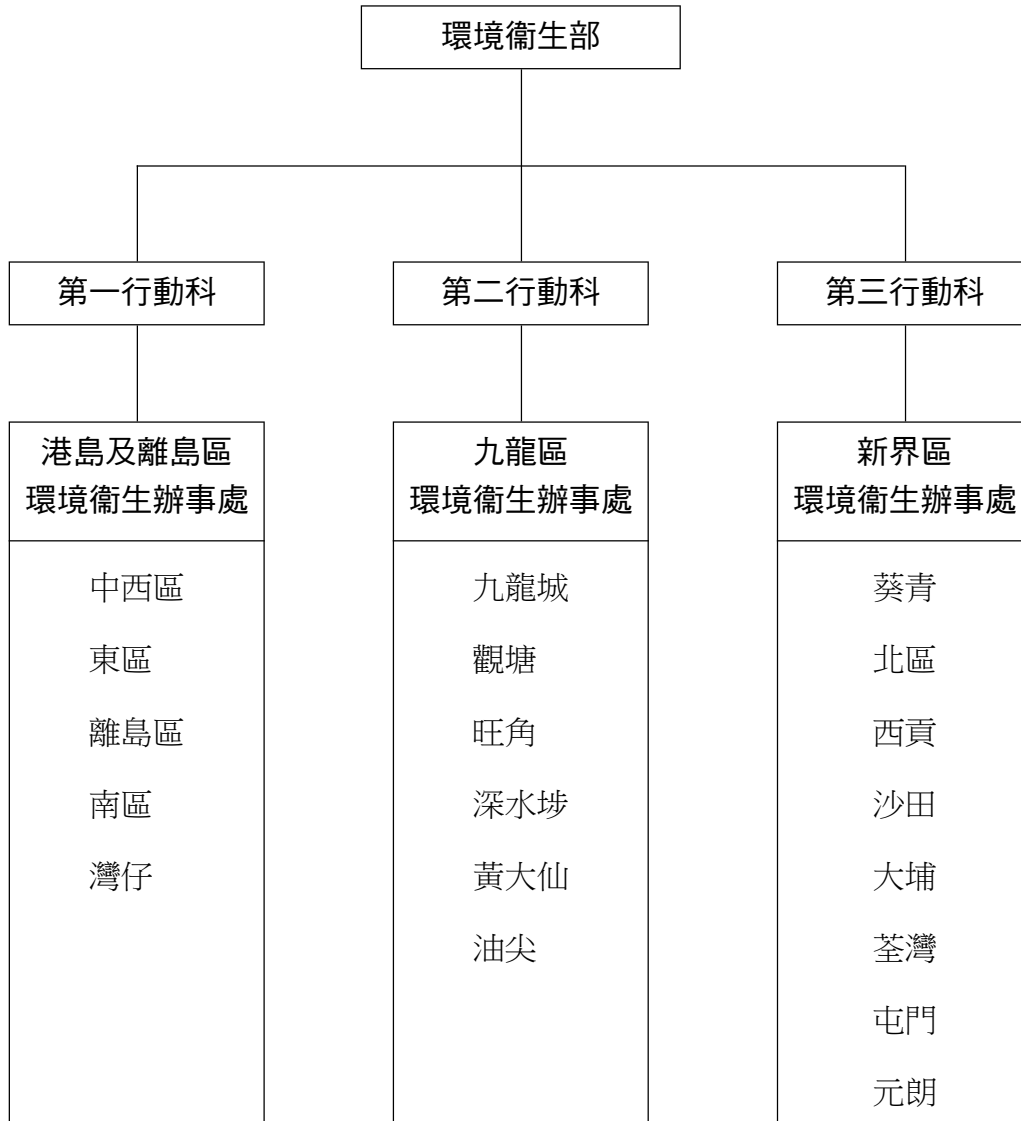 環境衞生部
第一行動科
第二行動科
第三行動科
港島及離島區
環境衞生辦事處
中西區
東區
離島區
南區
灣仔
九龍區
環境衞生辦事處
九龍城
觀塘
旺角
深水埗
黃大仙
油尖
新界區
環境衞生辦事處
葵青
北區
西貢
沙田
大埔
荃灣
屯門
元朗